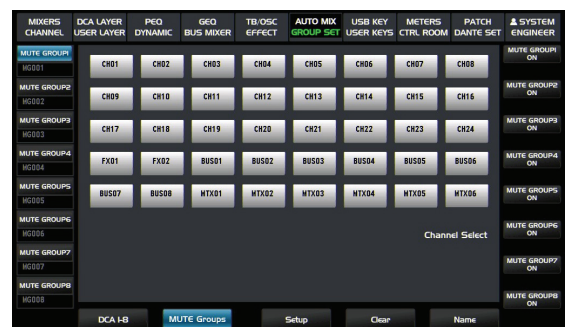 MIXERS DCA LAYER PEQ GEQ TB/OSC AUTO MIX USB KEY METERS PATCH SYSTEM
CHANNEL USER LAYER DYNAMIC BUS MIXER EFFECT GROUP SET USER KEYS CTRL ROOM DANTE SET ENGINEER
MUTE GROUP1
MG001
MUTE GROUP2
MG002
MUTE GROUP3
MG003
MUTE GROUP4
MG004
MUTE GROUP5
MG005
MUTE GROUP6
MG006
MUTE GROUP7
MG007
MUTE GROUP8
MG008
CH01 CH02 CH03 CH04 CH05 CH06 CH07 CH08
CH09 CH10 CH11 CH12 CH13 CH14 CH15 CH16
CH17 CH18 CH19 CH20 CH21 CH22 CH23 CH24
FX01 FX02 BUS01 BUS02 BUS03 BUS04 BUS05 BUS06
BUS07 BUS08 MTX01 MTX02 MTX03 MTX04 MTX05 MTX06
Channel Select
MUTE GROUP1
ON
MUTE GROUP2
ON
MUTE GROUP3
ON
MUTE GROUP4
ON
MUTE GROUP5
ON
MUTE GROUP6
ON
MUTE GROUP7
ON
MUTE GROUP8
ON
DCA 1-8 MUTE Groups Setup Clear Name